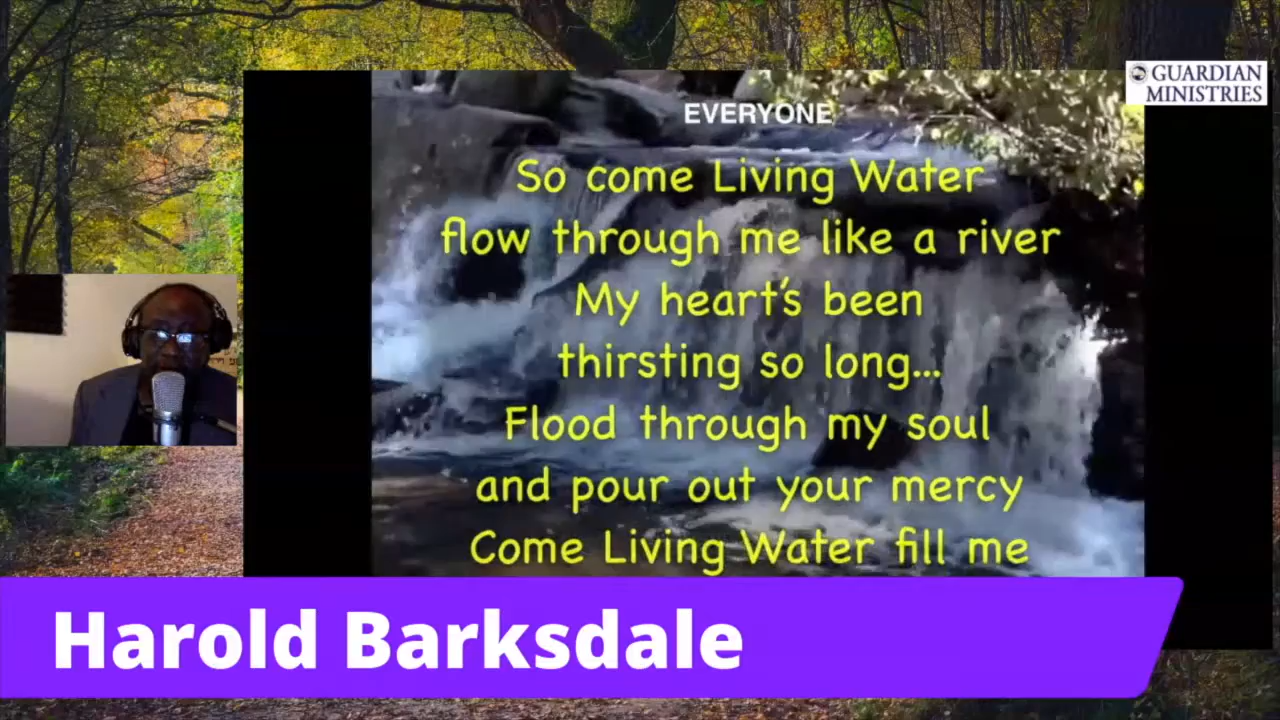 EVERYONE
So come Living Water
flow through me like a river
My heart's been
thirsting so long...
Flood through my soul
and pour out your mercy
Come Living Water fill me
GUARDIAN
MINISTRIES
Harold Barksdale